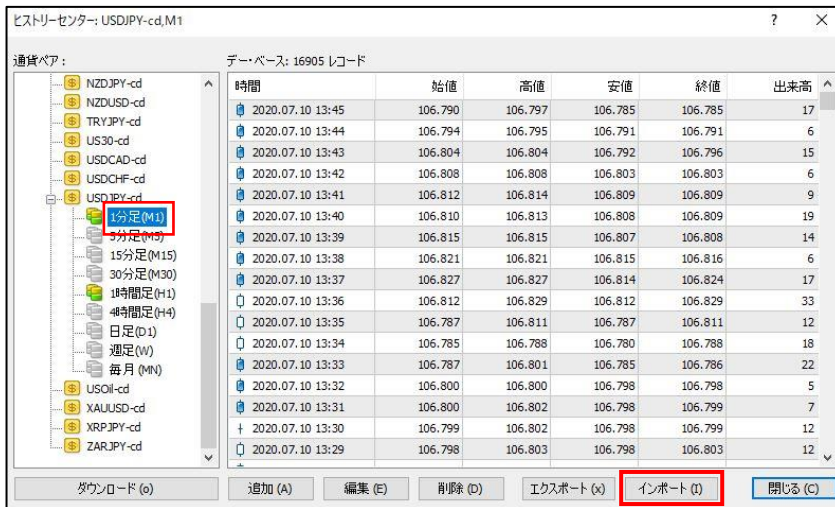 ヒストリーセンター: USDJPY-cd,M1
通貨ペア:
データ・ベース: 16905 レコード
NZDJPY-cd
NZDUSD-cd
TRYJPY-cd
US30-cd
USDCAD-cd
USDCHF-cd
USDJPY-cd
1分足(M1)
5分足(M5)
15分足(M15)
30分足(M30)
1時間足(H1)
4時間足(H4)
日足(D1)
週足(W)
毎月(MN)
USOil-cd
XAUUSD-cd
XRPJPY-cd
ZARJPY-cd
時間 始値 高値 安値 終値 出来高
2020.07.10 13:45 106.790 106.797 106.785 106.785 17
2020.07.10 13:44 106.794 106.795 106.791 106.791 6
2020.07.10 13:43 106.804 106.804 106.792 106.796 15
2020.07.10 13:42 106.808 106.808 106.803 106.803 6
2020.07.10 13:41 106.812 106.814 106.809 106.809 9
2020.07.10 13:40 106.810 106.813 106.808 106.809 19
2020.07.10 13:39 106.815 106.815 106.807 106.808 14
2020.07.10 13:38 106.821 106.821 106.815 106.816 6
2020.07.10 13:37 106.827 106.827 106.814 106.824 17
2020.07.10 13:36 106.812 106.829 106.812 106.829 33
2020.07.10 13:35 106.787 106.811 106.787 106.811 12
2020.07.10 13:34 106.785 106.788 106.780 106.788 18
2020.07.10 13:33 106.787 106.801 106.785 106.786 22
2020.07.10 13:32 106.800 106.800 106.798 106.798 5
2020.07.10 13:31 106.800 106.802 106.798 106.799 7
2020.07.10 13:30 106.799 106.802 106.798 106.799 12
2020.07.10 13:29 106.798 106.803 106.798 106.803 12
ダウンロード (o) 追加 (A) 編集 (E) 削除 (D) エクスポート (x) インポート (I) 閉じる (C)